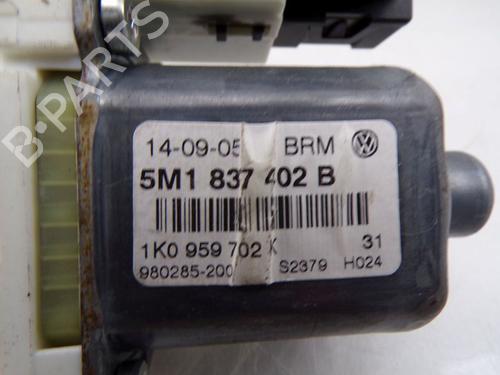 B-PARTS
14-09-05 BRM
5M1 837 402 B
1K0 959 702 K 31
980285-200 S2379 H024